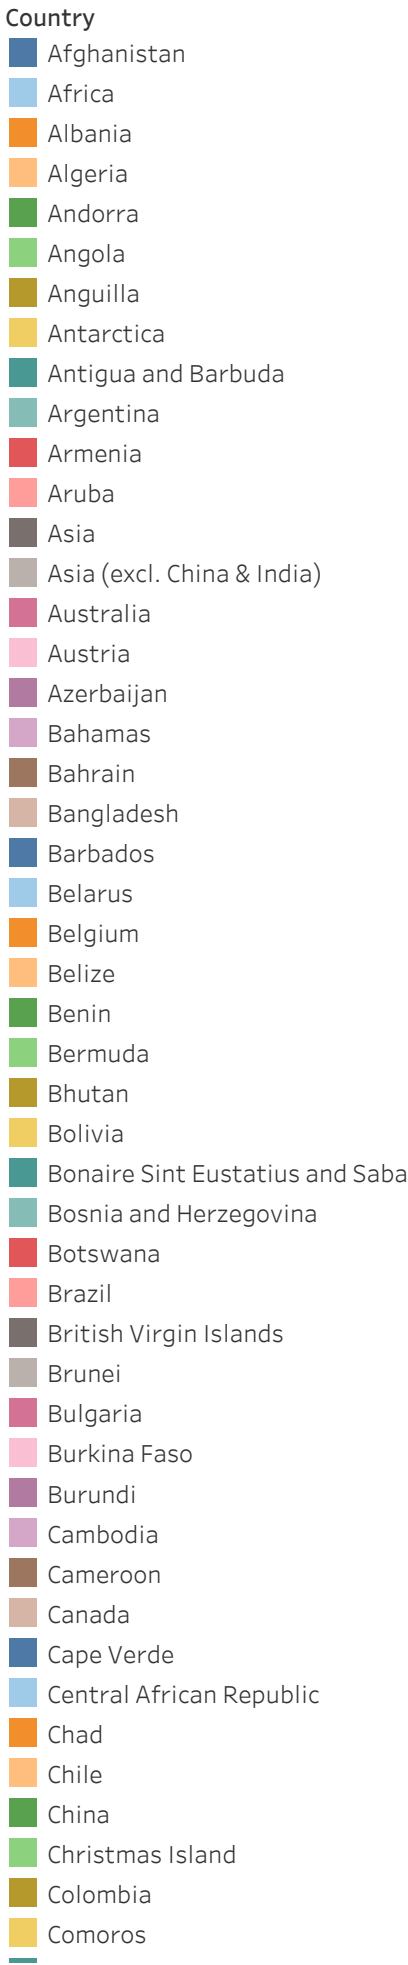 Country
Afghanistan
Africa
Albania
Algeria
Andorra
Angola
Anguilla
Antarctica
Antigua and Barbuda
Argentina
Armenia
Aruba
Asia
Asia (excl. China & India)
Australia
Austria
Azerbaijan
Bahamas
Bahrain
Bangladesh
Barbados
Belarus
Belgium
Belize
Benin
Bermuda
Bhutan
Bolivia
Bonaire Sint Eustatius and Saba
Bosnia and Herzegovina
Botswana
Brazil
British Virgin Islands
Brunei
Bulgaria
Burkina Faso
Burundi
Cambodia
Cameroon
Canada
Cape Verde
Central African Republic
Chad
Chile
China
Christmas Island
Colombia
Comoros